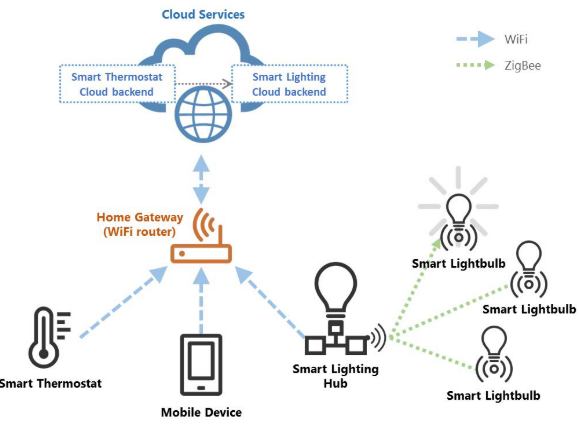 Cloud Services
Smart Thermostat
Cloud backend
Smart Lighting
Cloud backend
WiFi
ZigBee
Home Gateway
(WiFi router)
Smart Lightbulb
Smart Lightbulb
Smart Lightbulb
Smart Thermostat
Mobile Device
Smart Lighting
Hub